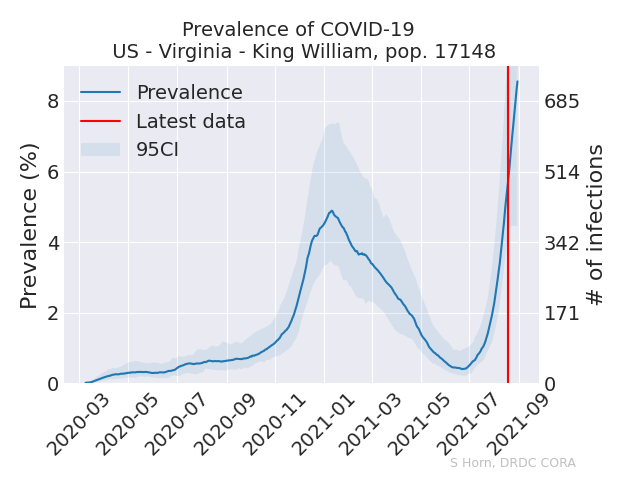 Prevalence of COVID-19
US - Virginia - King William, pop. 17148
Prevalence
Latest data
95CI
Prevalence (%)
8
6
4
2
0
685
514
342
171
0
# of infections
2020-03
2020-05
2020-07
2020-09
2020-11
2021-01
2021-03
2021-05
2021-07
2021-09
S Horn, DRDC CORA